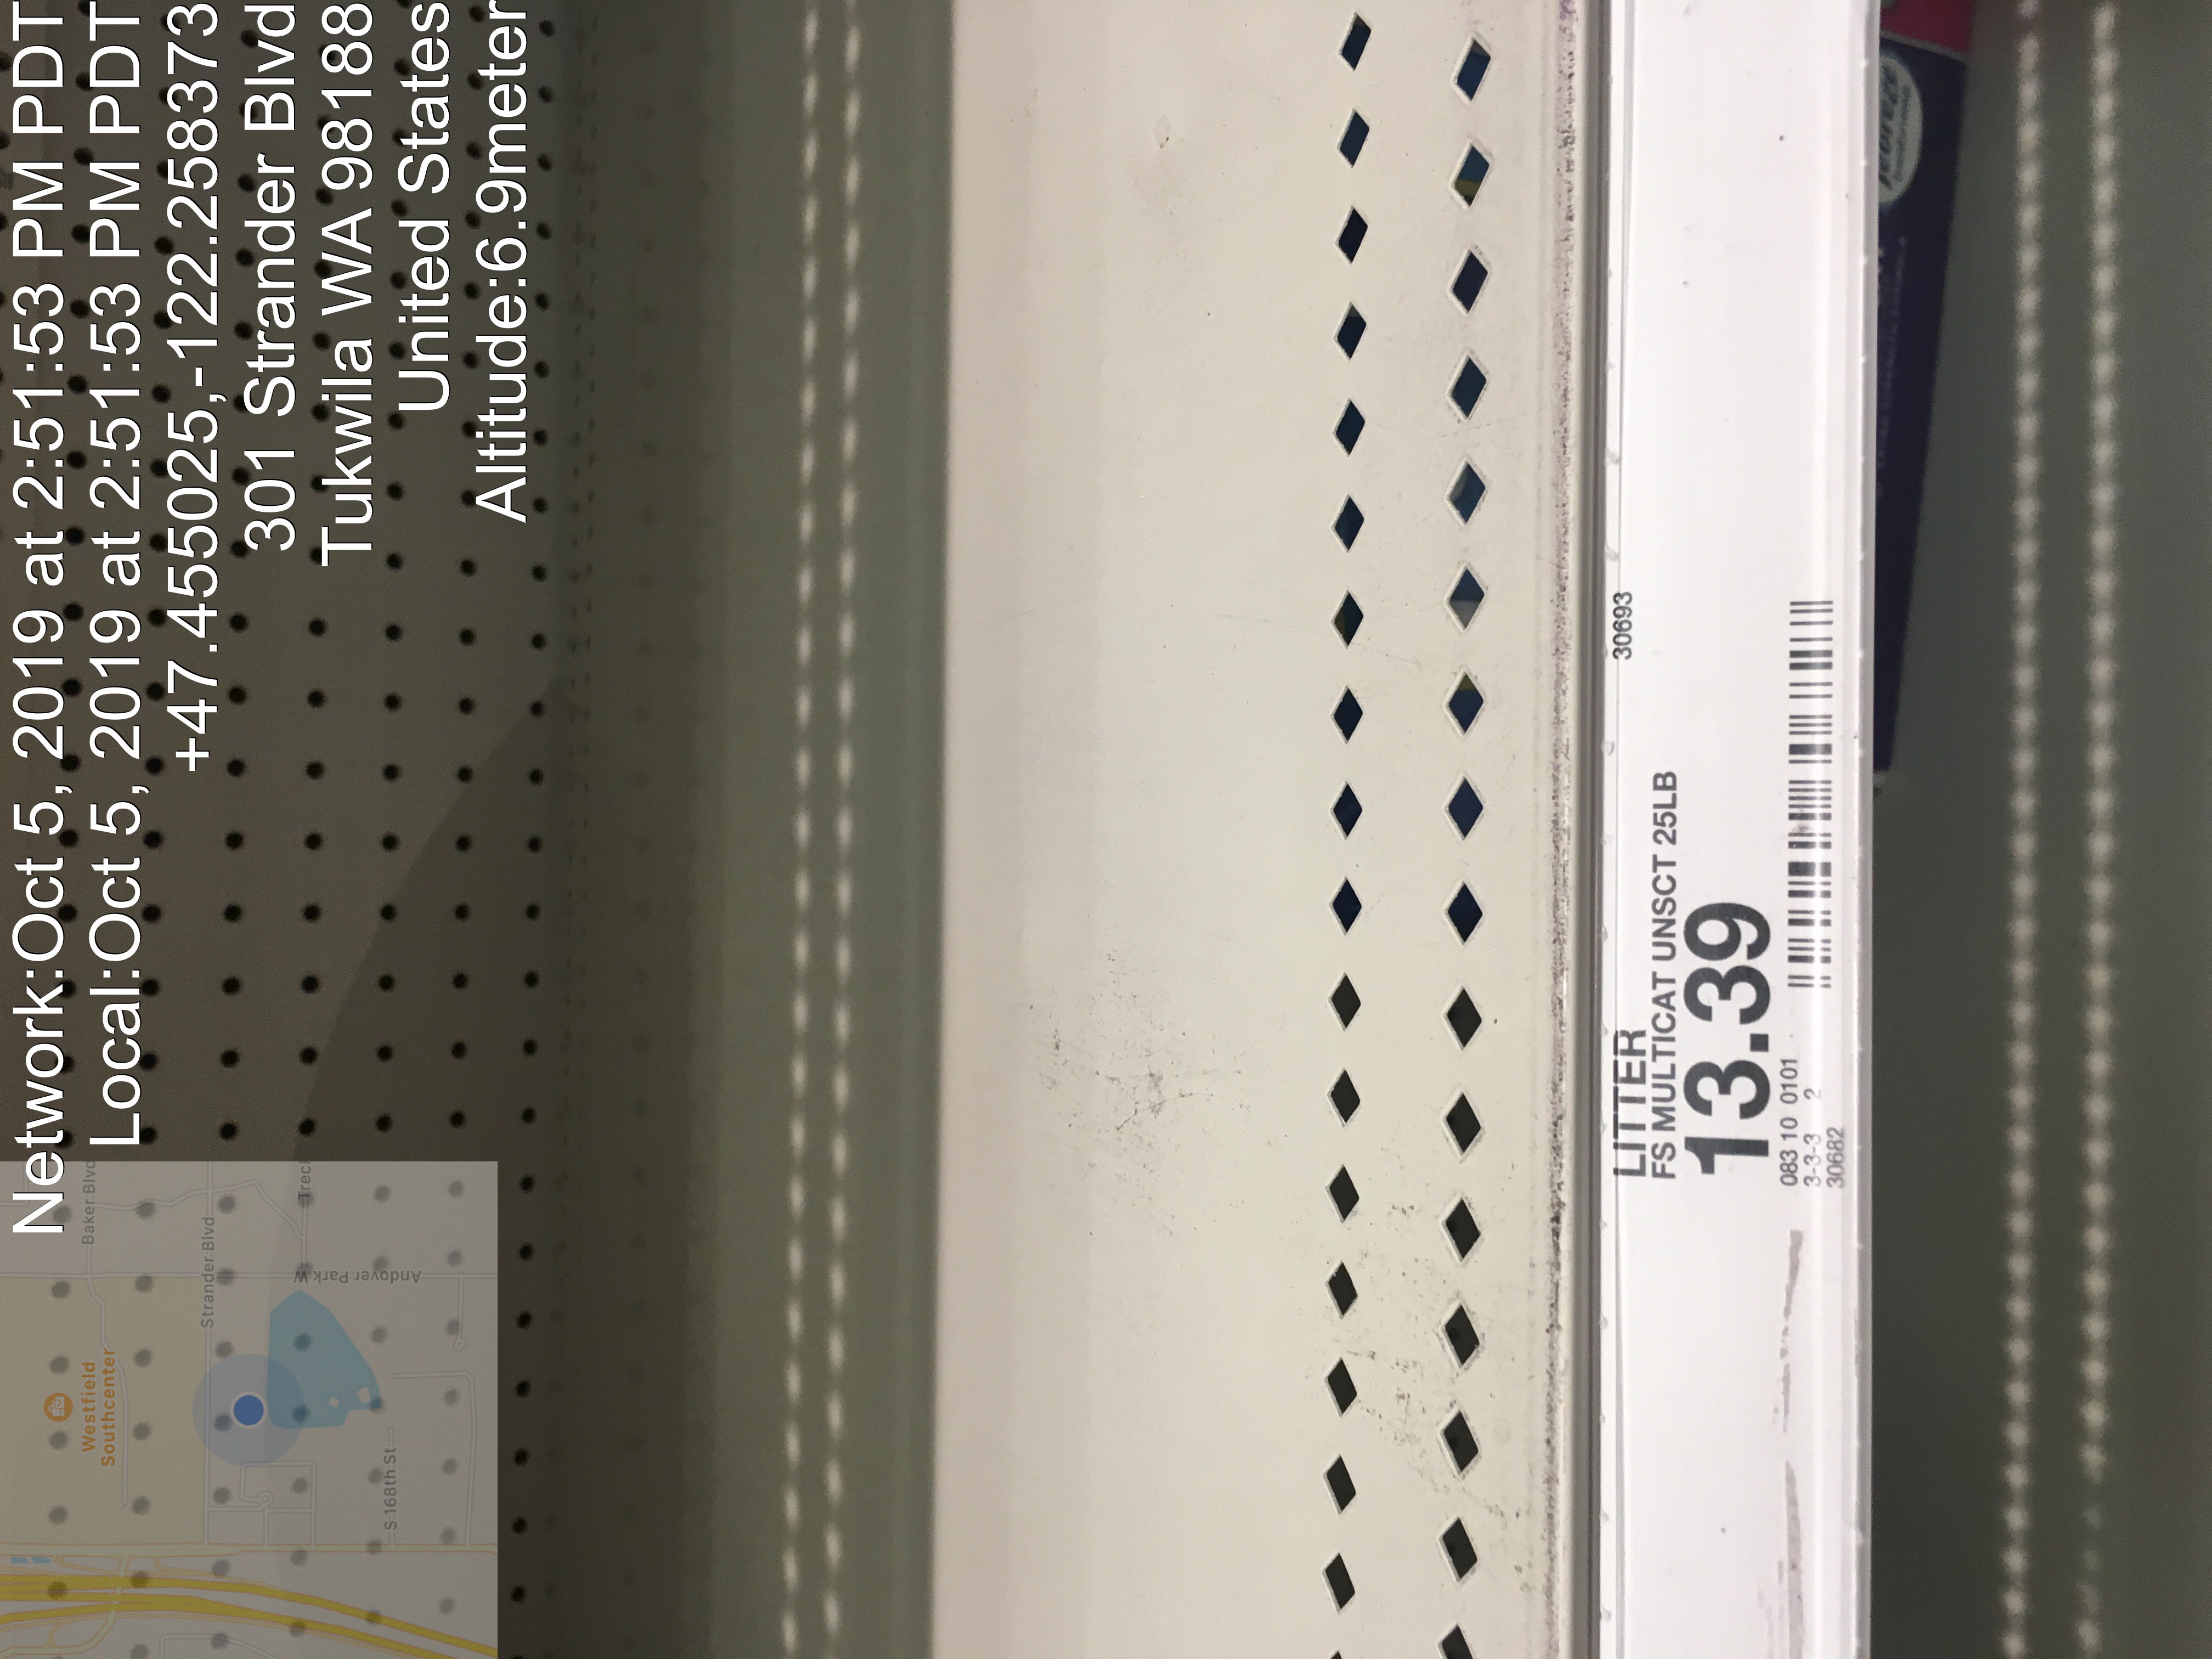 Network:Oct 5, 2019 at 2:51:53 PM PDT
Local:Oct 5, 2019 at 2:51:53 PM PDT
+47.455025,-122.258373
301 Strander Blvd
Tukwila WA 98188
United States
Altitude:6.9meter
Westfield
Southcenter
Baker Blvd
Strander Blvd
Trec
Andover Park W
S 168th St
LITTER
30693
FS MULTICAT UNSCT 25LB
13.39
083 10 0101
3-3-3 2
30682
febreze